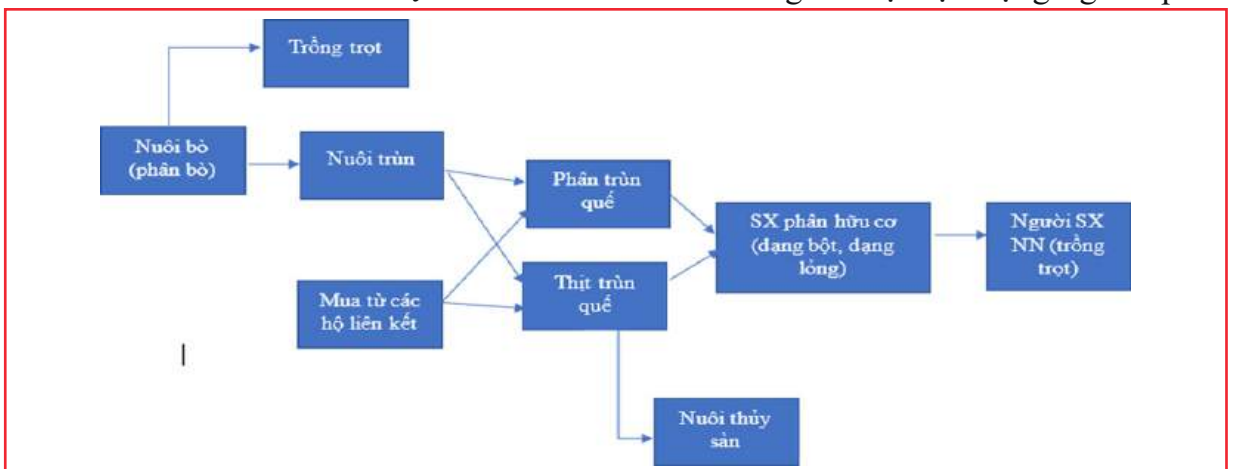 Trồng trọt
Nuôi bò
(phân bò)
Nuôi trùn
Phân trùn
quế
SX phân hữu cơ
(dạng bột, dạng
lỏng)
Người SX
NN (trồng
trọt)
Mua từ các
hộ liên kết
Thịt trùn
quế
Nuôi thủy
sản